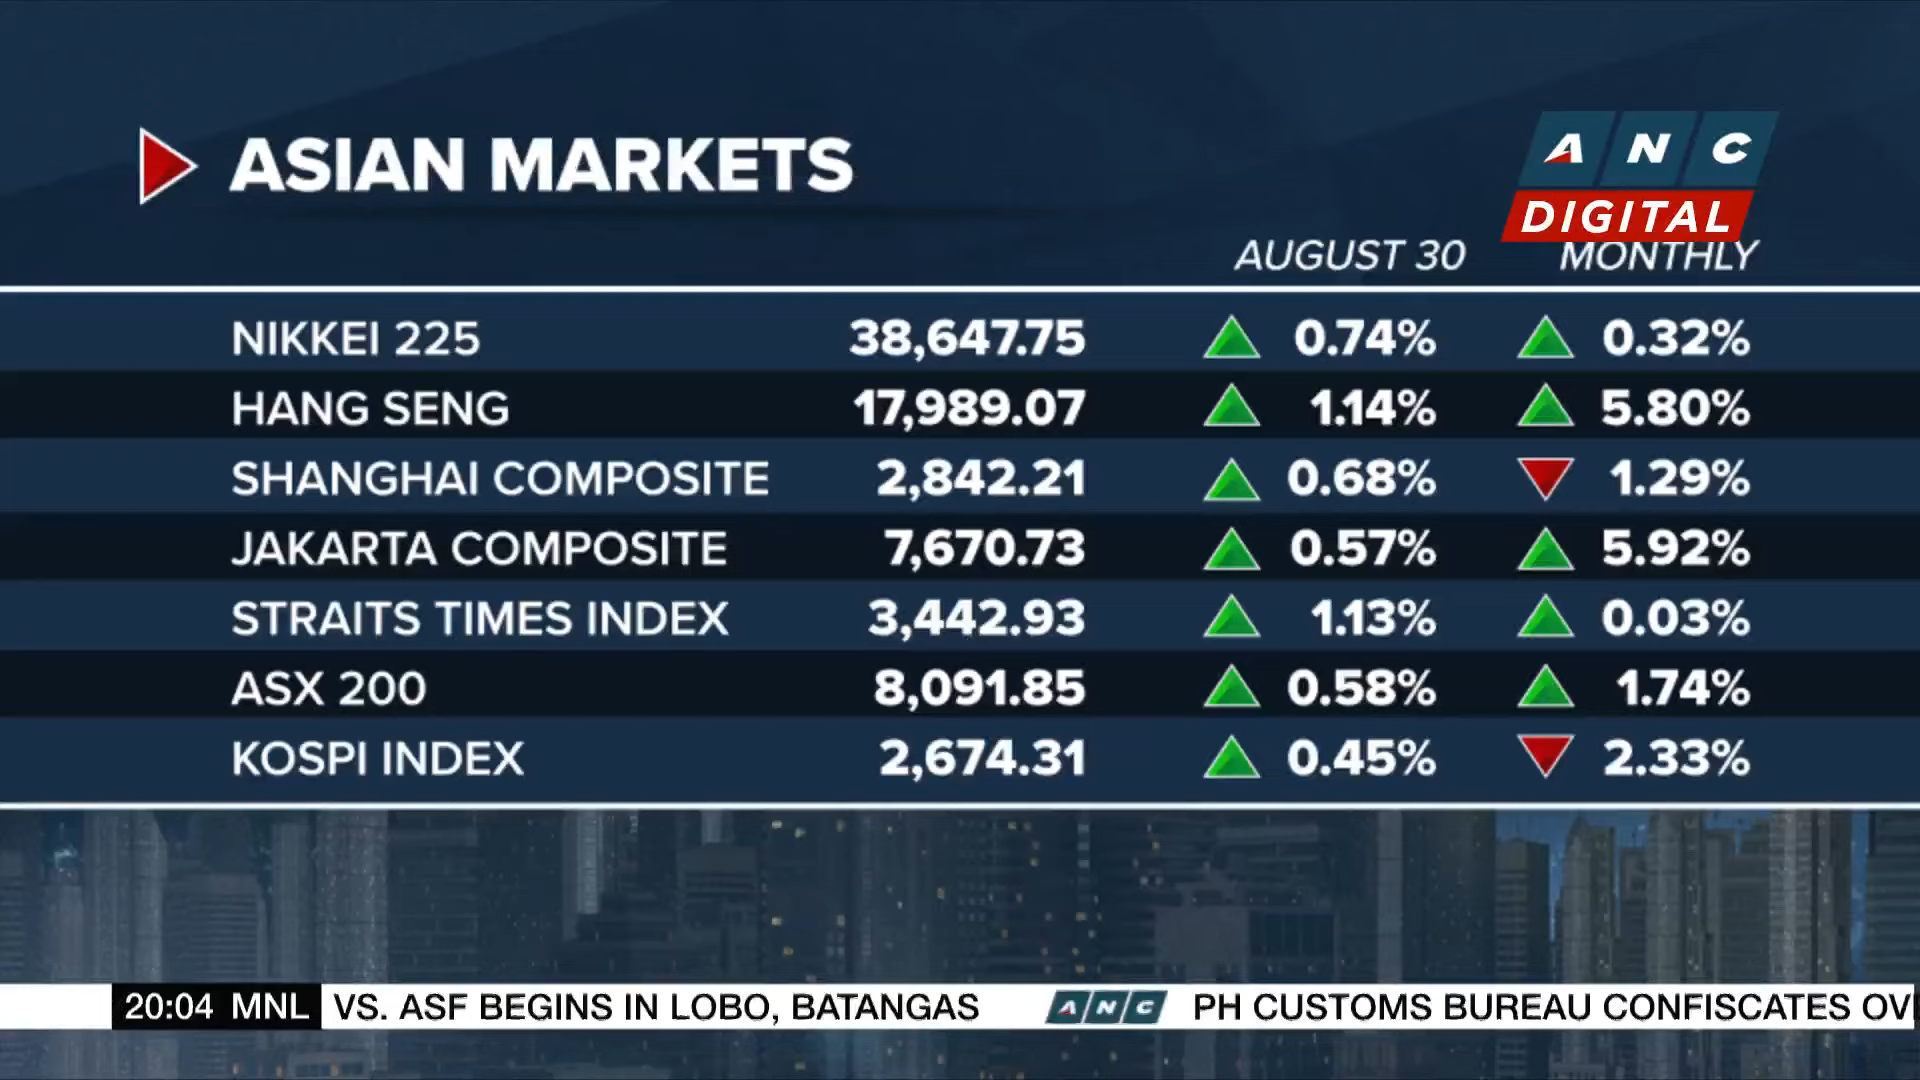 ASIAN MARKETS
ANC
DIGITAL
AUGUST 30 MONTHLY
NIKKEI 225 38,647.75 0.74% 0.32%
HANG SENG 17,989.07 1.14% 5.80%
SHANGHAI COMPOSITE 2,842.21 0.68% 1.29%
JAKARTA COMPOSITE 7,670.73 0.57% 5.92%
STRAITS TIMES INDEX 3,442.93 1.13% 0.03%
ASX 200 8,091.85 0.58% 1.74%
KOSPI INDEX 2,674.31 0.45% 2.33%
20:04 MNL VS. ASF BEGINS IN LOBO, BATANGAS ANC PH CUSTOMS BUREAU CONFISCATES